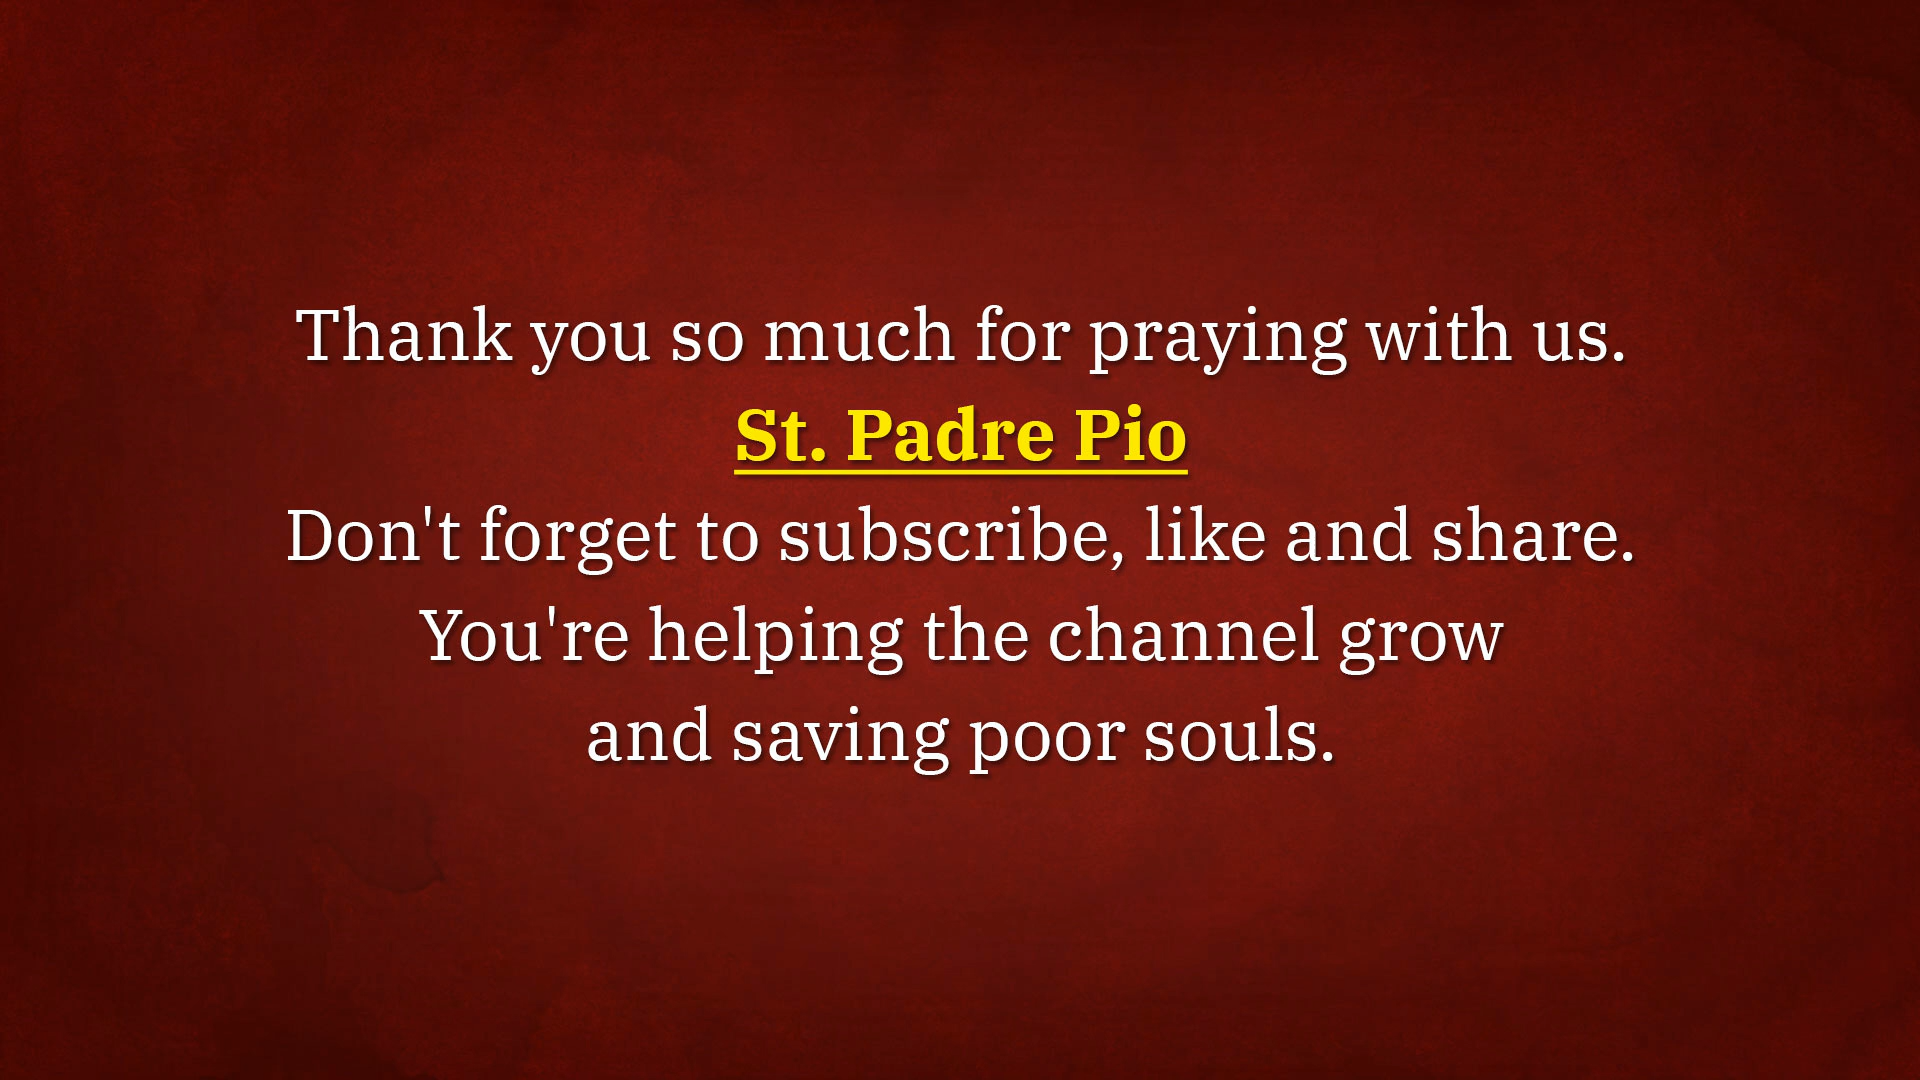 Thank you so much for praying with us.
St. Padre Pio
Don't forget to subscribe, like and share.
You're helping the channel grow
and saving poor souls.